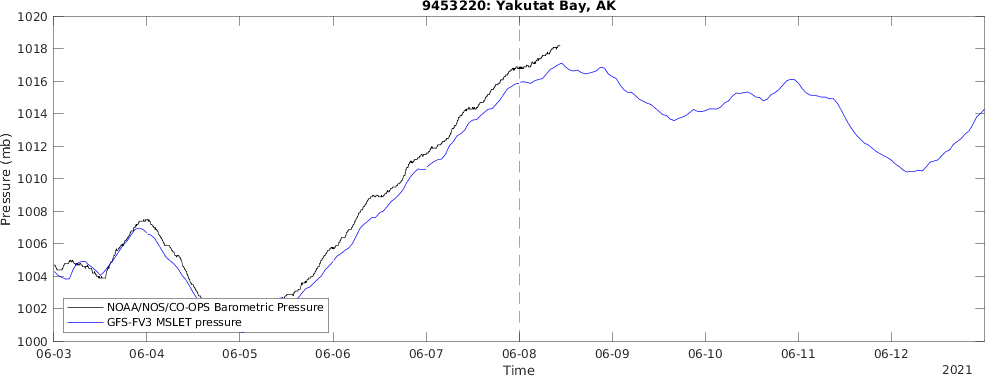 9453220: Yakutat Bay, AK
Pressure (mb)
1020
1018
1016
1014
1012
1010
1008
1006
1004
1002
1000
NOAA/NOS/CO-OPS Barometric Pressure
GFS-FV3 MSLET pressure
06-03 06-04 06-05 06-06 06-07 06-08 06-09 06-10 06-11 06-12
Time
2021